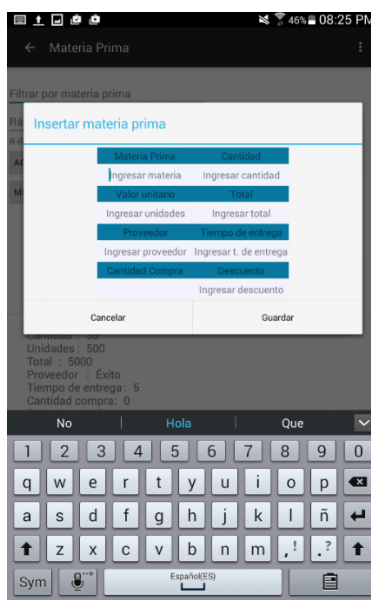 46% 08:25 PM
Materia Prima
Filtrar por materia prima
Insertar materia prima
Materia Prima Cantidad
Ingresar materia Ingresar cantidad
Valor unitario Total
Ingresar unidades Ingresar total
Proveedor Tiempo de entrega
Ingresar proveedor Ingresar t. de entrega
Cantidad Compra Descuento
Ingresar descuento
Cancelar Guardar
Cantidad : 35
Unidades : 500
Total : 5000
Proveedor : Éxito
Tiempo de entrega: 5
Cantidad compra: 0
No Hola Que
1 2 3 4 5 6 7 8 9 0
q w e r t y u i o p
a s d f g h j k l ñ
z x c v b n m , ! . ?
Sym Español(ES)